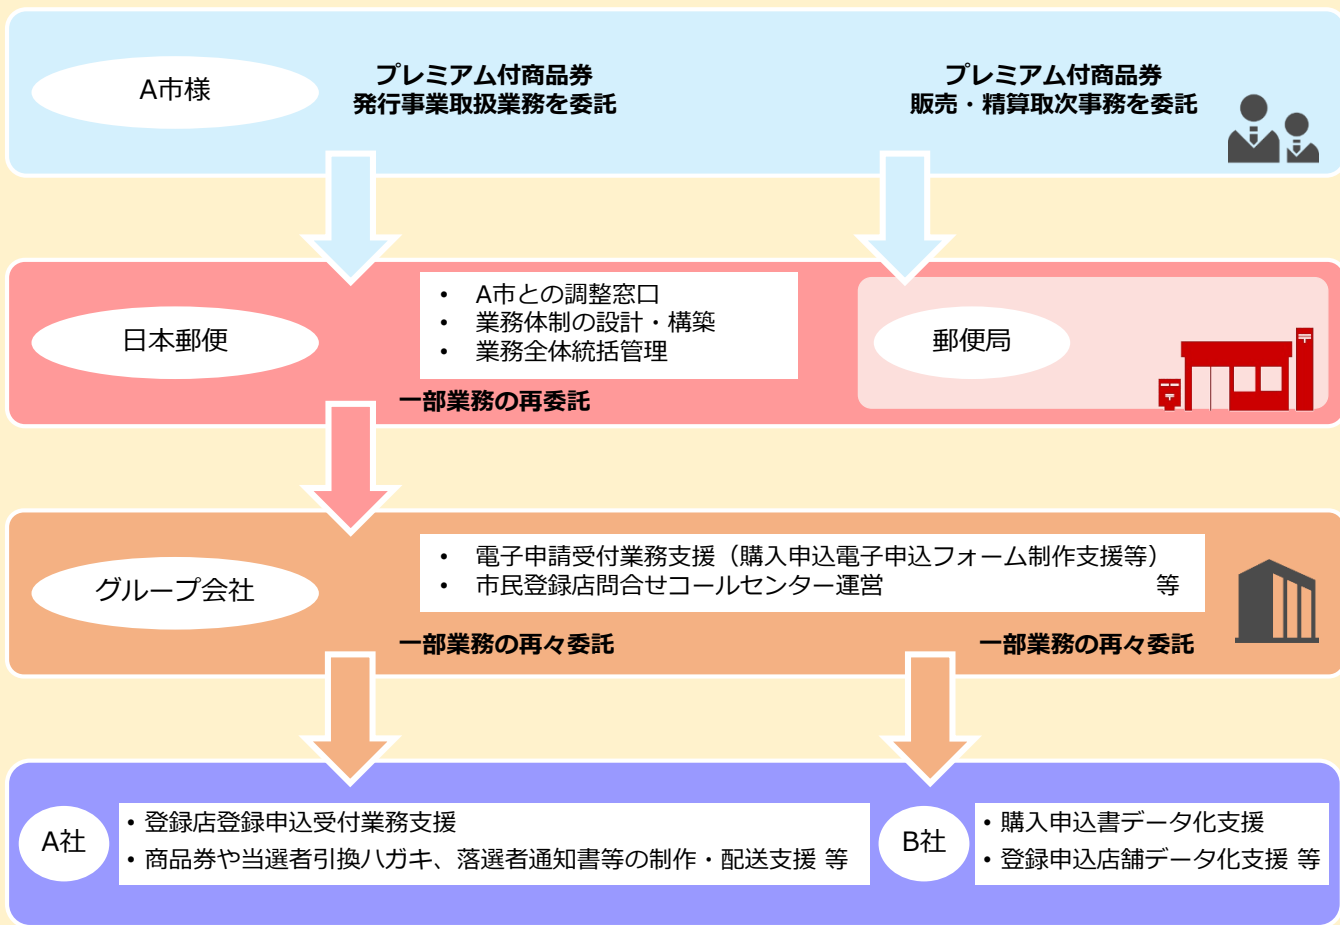 A市様
プレミアム付商品券
発行事業取扱業務を委託
プレミアム付商品券
販売・精算取次事務を委託
日本郵便
• A市との調整窓口
• 業務体制の設計・構築
• 業務全体統括管理
郵便局
一部業務の再委託
グループ会社
• 電子申請受付業務支援（購入申込電子申込フォーム制作支援等）
• 市民登録店問合せコールセンター運営 等
一部業務の再々委託
一部業務の再々委託
A社
• 登録店登録申込受付業務支援
• 商品券や当選者引換ハガキ、落選者通知書等の制作・配送支援 等
B社
• 購入申込書データ化支援
• 登録申込店舗データ化支援 等